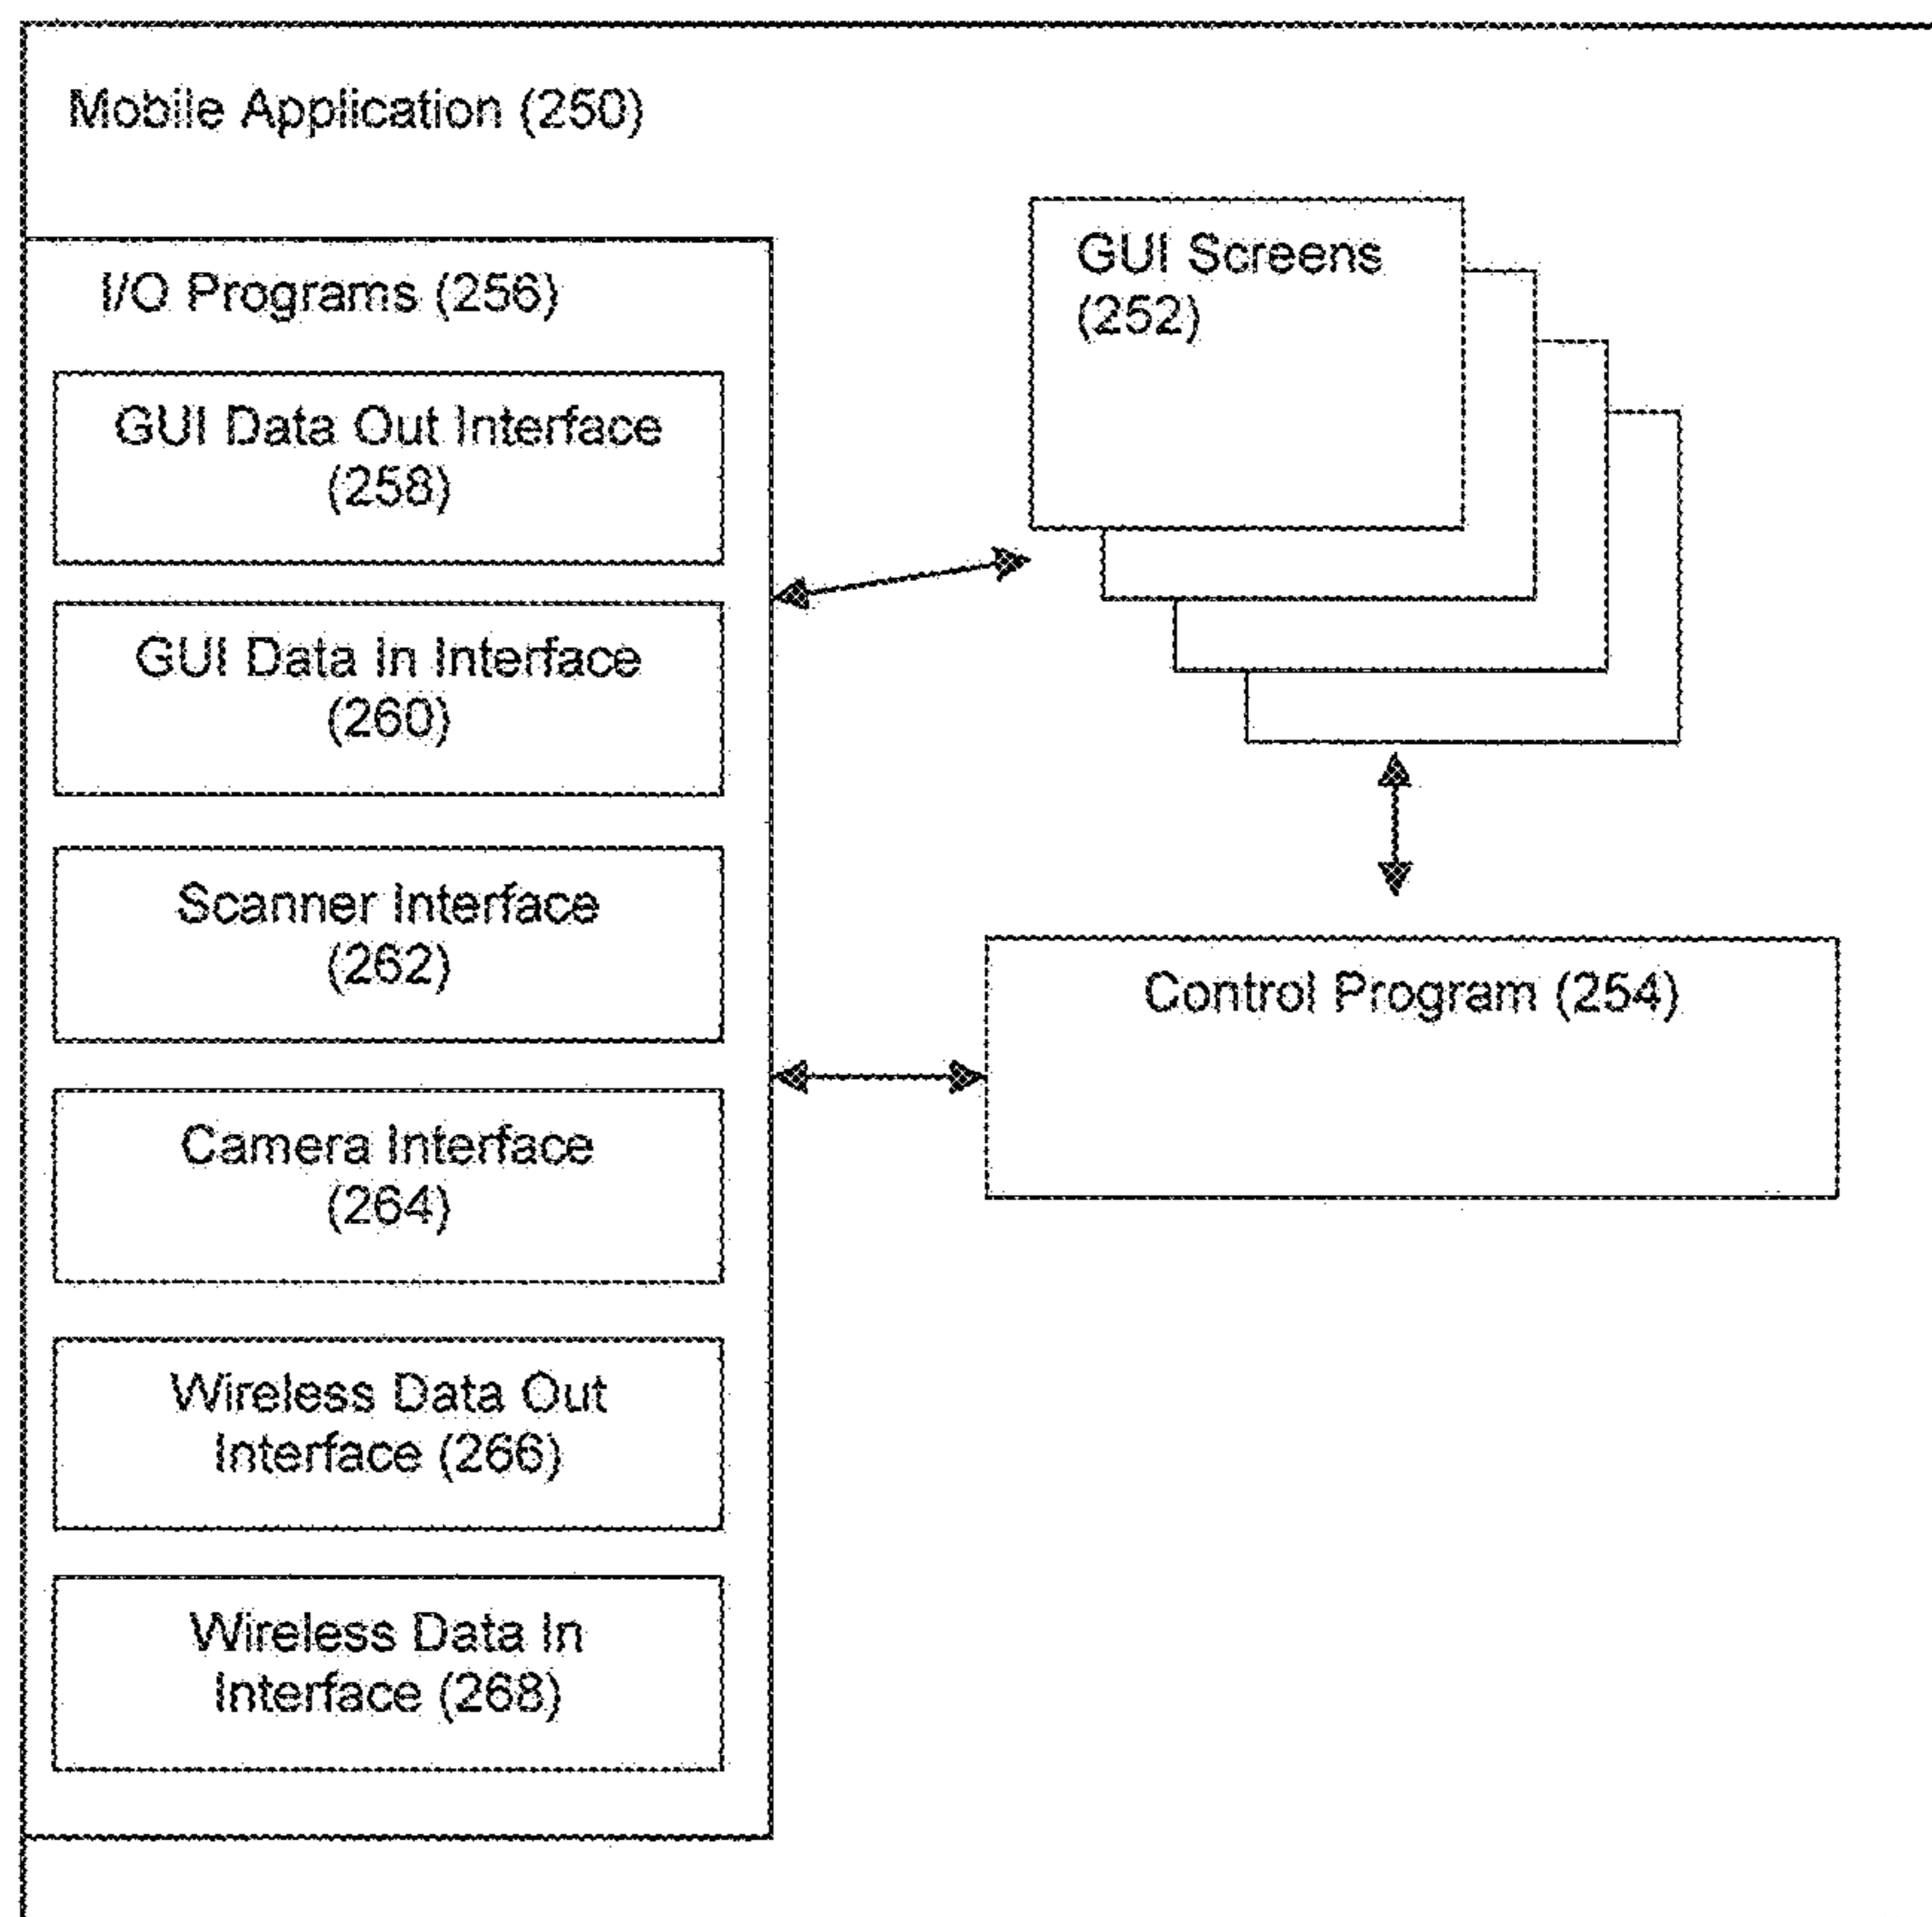 Mobile Application (250)
I/O Programs (256)
GUI Data Out Interface
(258)
GUI Data In Interface
(260)
Scanner Interface
(262)
Camera Interface
(264)
Wireless Data Out
Interface (266)
Wireless Data In
Interface (268)
GUI Screens
(252)
Control Program (254)